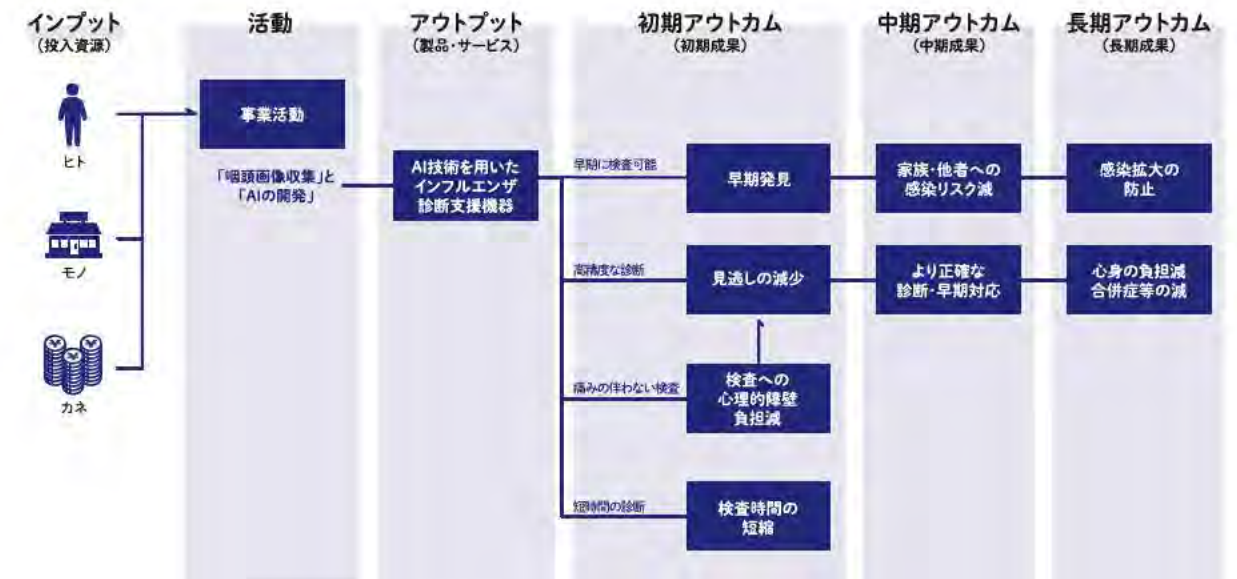 インプット
(投入資源)
活動
アウトプット
(製品・サービス)
初期アウトカム
(初期成果)
中期アウトカム
(中期成果)
長期アウトカム
(長期成果)
ヒト
モノ
カネ
事業活動
「咽頭画像収集」と
「AIの開発」
AI技術を用いた
インフルエンザ
診断支援機器
早期に検査可能
早期発見
家族・他者への
感染リスク減
感染拡大の
防止
高精度な診断
見逃しの減少
より正確な
診断・早期対応
心身の負担減
合併症等の減
痛みの伴わない検査
検査への
心理的障壁
負担減
短時間の診断
検査時間の
短縮